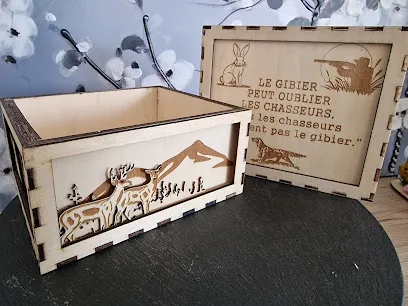 LE GIBIER
PEUT OUBLIER
LES CHASSEURS,
les chasseurs
pas le gibier."